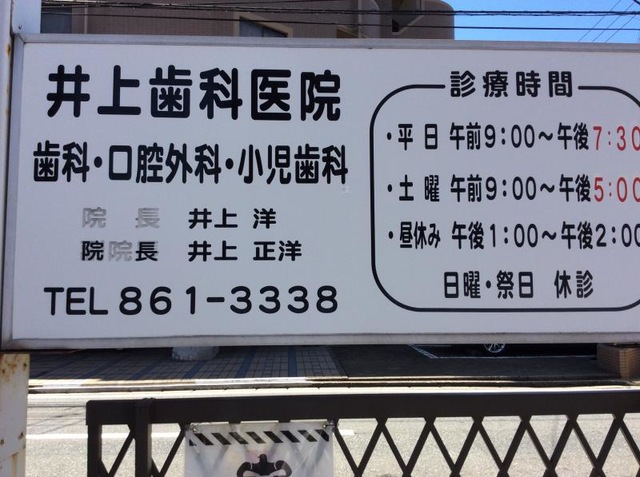 井上歯科医院
歯科・口腔外科・小児歯科
院 長 井上 洋
院院長 井上 正洋
TEL 861-3338
診療時間
・平 日 午前9:00～午後7:30
・土 曜 午前9:00～午後5:00
・昼休み 午後1:00～午後2:00
日曜・祭日 休診